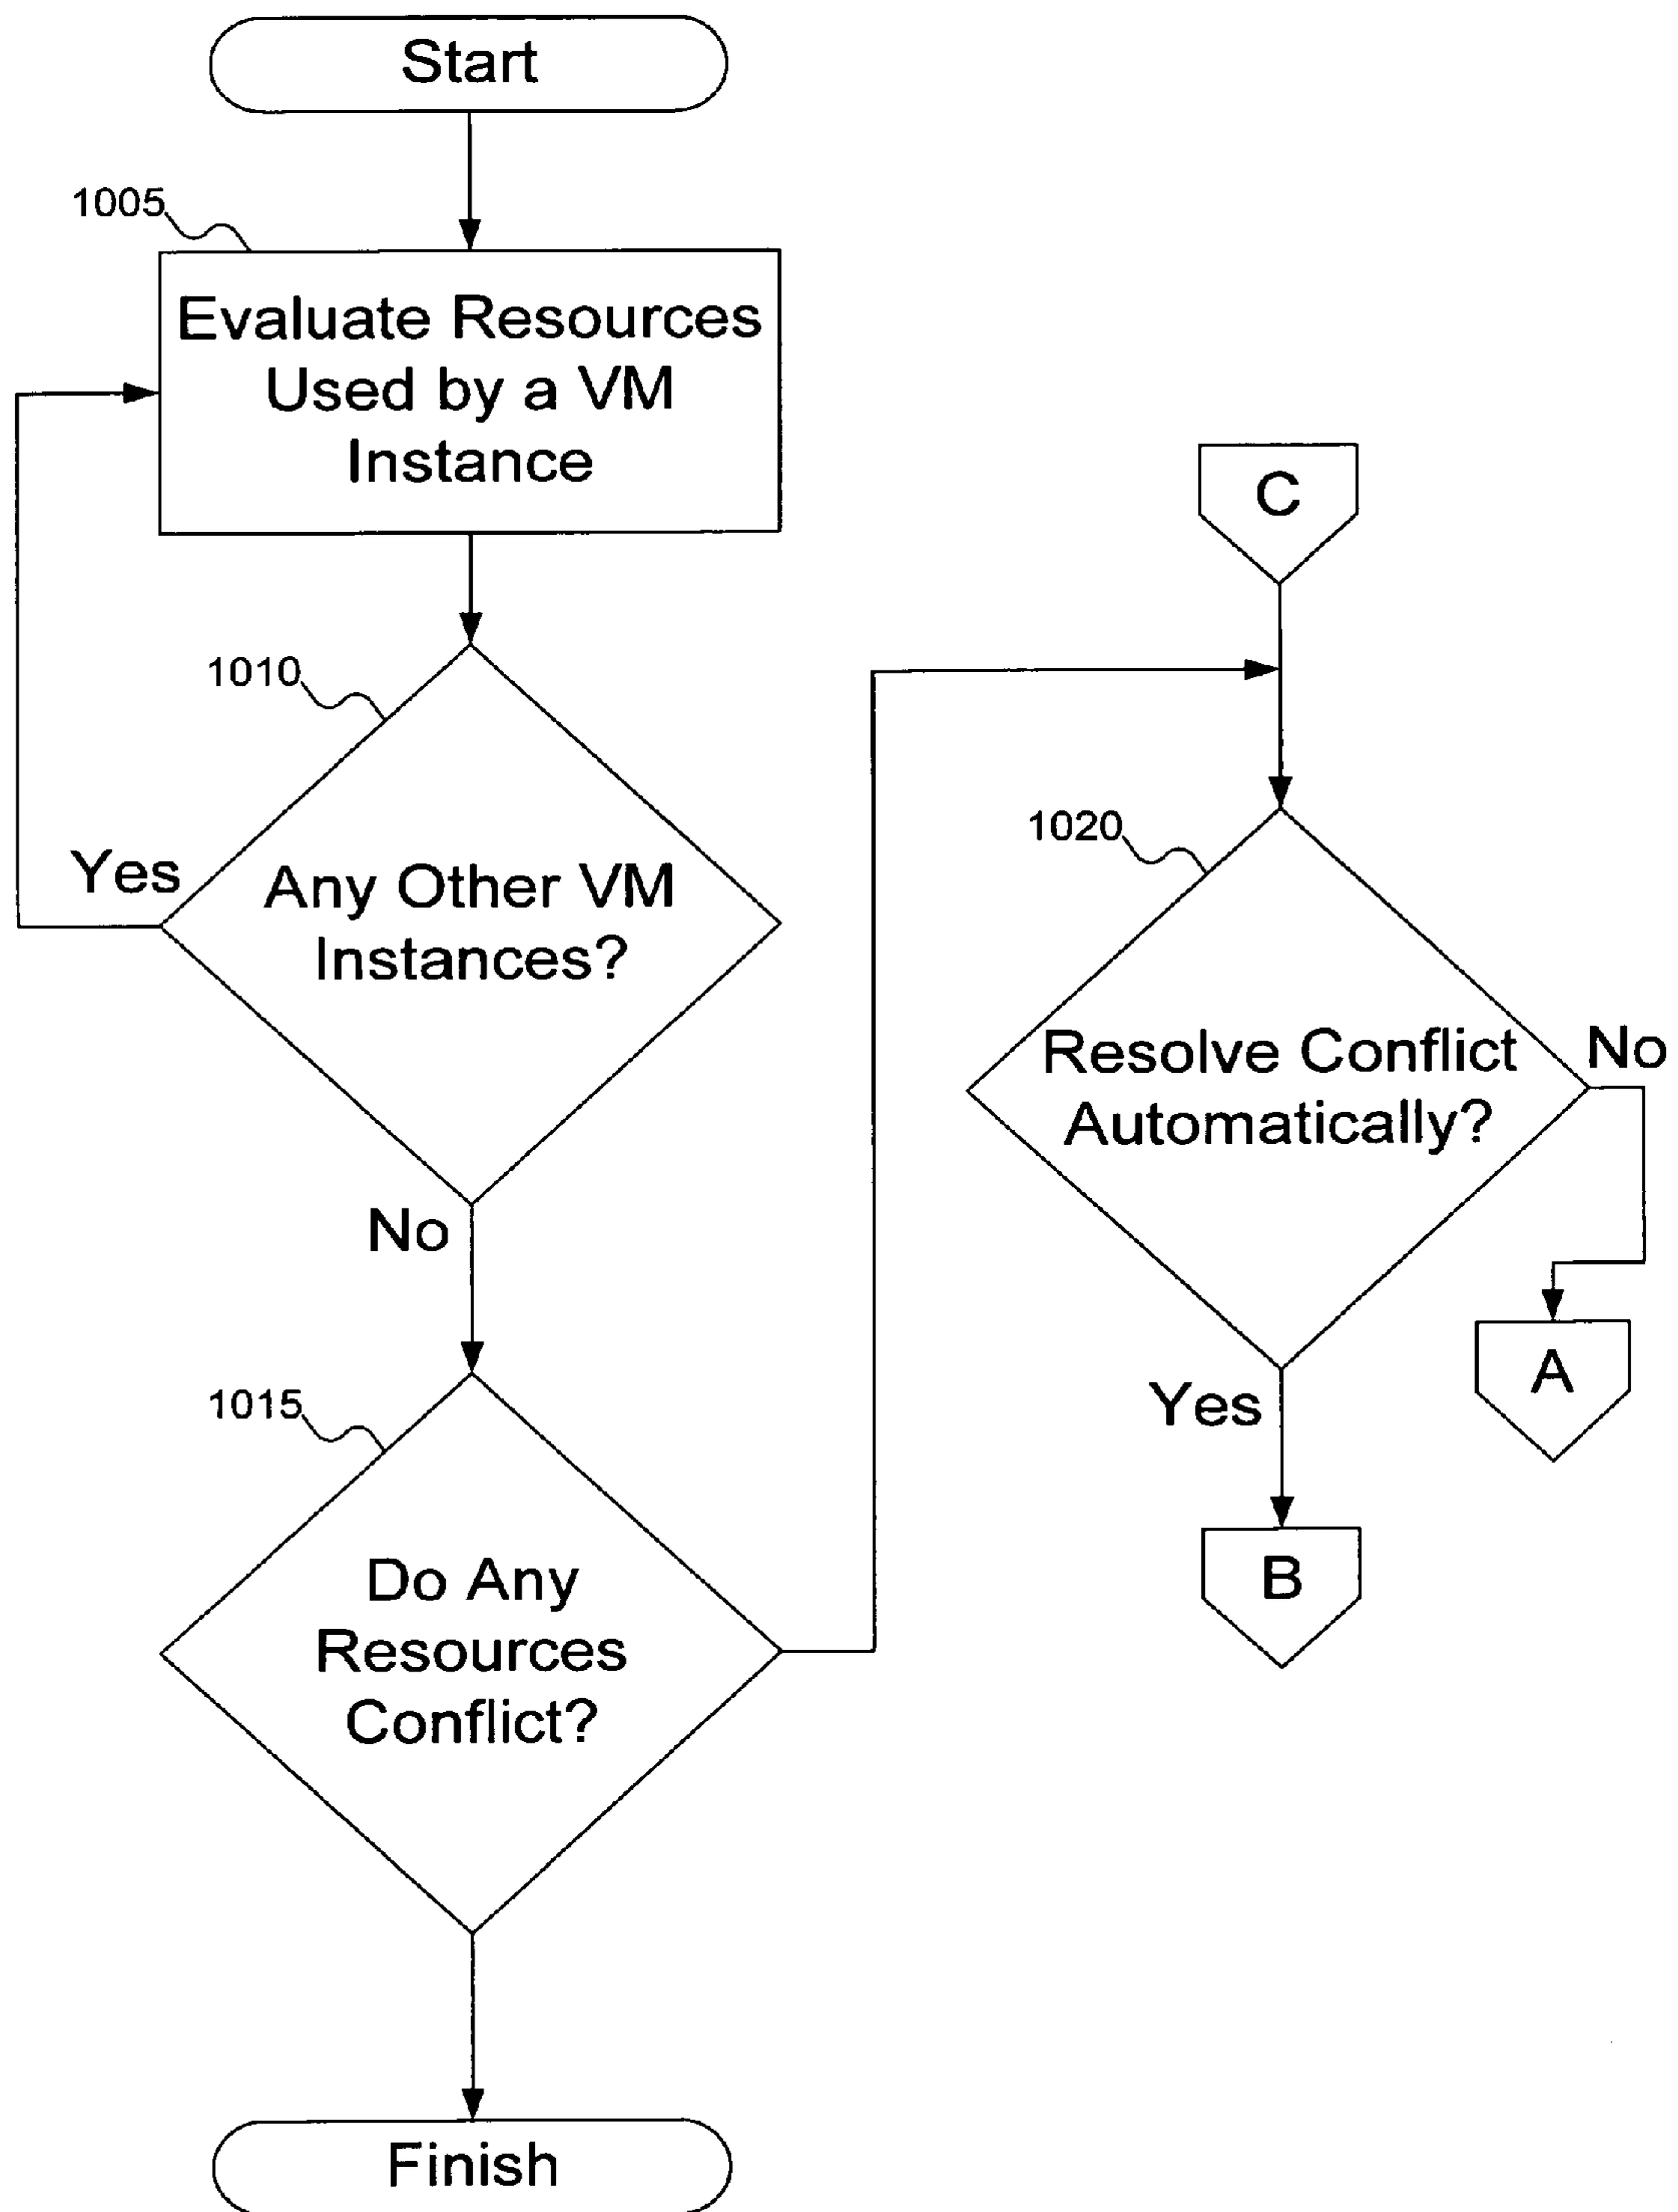 Start
1005
Evaluate Resources
Used by a VM
Instance
1010
Yes
Any Other VM
Instances?
No
1015
Do Any
Resources
Conflict?
Finish
C
1020
Resolve Conflict
Automatically?
No
A
Yes
B